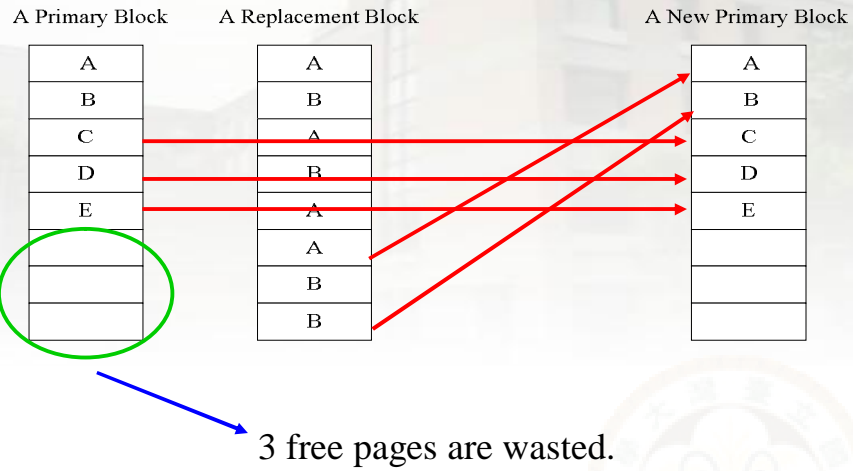 A Primary Block
A Replacement Block
A New Primary Block
A
A
A
B
B
B
C
A
C
D
B
D
E
A
E
A
B
B
3 free pages are wasted.